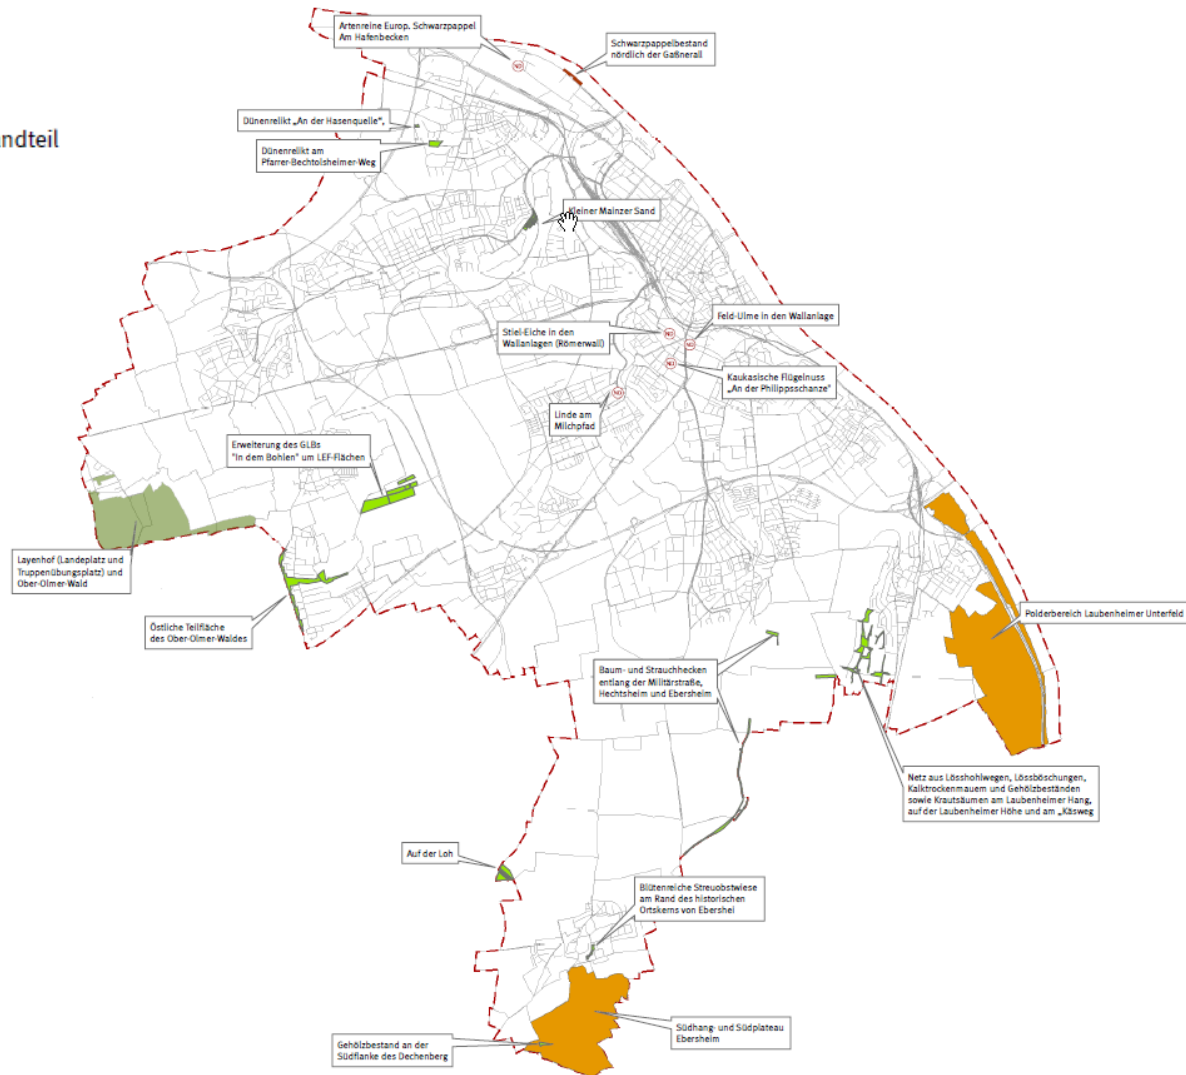 Artenreine Europ. Schwarzpappel
Am Hafenbecken
Schwarzpappelbestand
nördlich der Gaßnerall
ND
Dünenrelikt „An der Hasenquelle“,
ndteil
Dünenrelikt am
Pfarrer-Bechtolsheimer-Weg
Kleiner Mainzer Sand
Feld-Ulme in den Wallanlage
Stiel-Eiche in den
Wallanlagen (Römerwall)
ND
ND
ND
Kaukasische Flügelnuss
„An der Philippsschanze"
ND
Linde am
Milchpfad
Erweiterung des GLBs
"In dem Bohlen" um LEF-Flächen
Layenhof (Landeplatz und
Truppenübungsplatz) und
Ober-Olmer-Wald
Östliche Teilfläche
des Ober-Olmer-Waldes
Polderbereich Laubenheimer Unterfeld
Baum- und Strauchhecken
entlang der Militärstraße,
Hechtsheim und Ebersheim
Netz aus Lösshohlwegen, Lössböschungen,
Kalktrockenmauern und Gehölzbeständen
sowie Krautsäumen am Laubenheimer Hang,
auf der Laubenheimer Höhe und am „Käsweg
Auf der Loh
Blütenreiche Streuobstwiese
am Rand des historischen
Ortskerns von Ebershei
Südhang- und Südplateau
Ebersheim
Gehölzbestand an der
Südflanke des Dechenberg